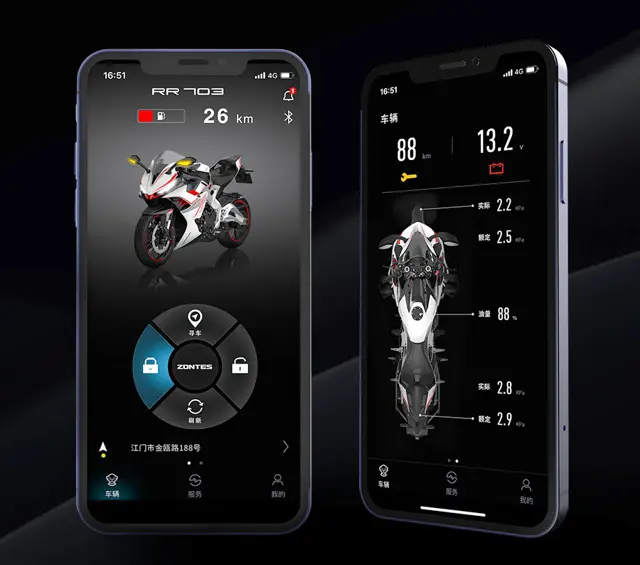 16:51
4G
RR 703
26 km
寻车
ZONTES
刷新
江门市金瓯路188号
车辆
服务
我的
16:51
4G
车辆
88 km
13.2 V
实际 2.2 KPa
额定 2.5 KPa
油量 88 %
实际 2.8 KPa
额定 2.9 KPa
车辆
服务
我的